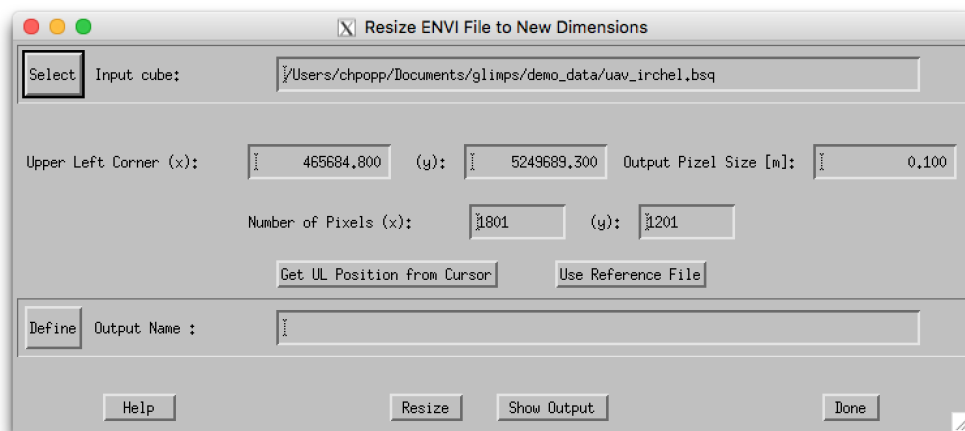 Resize ENVI File to New Dimensions
Select Input cube: /Users/chpopp/Documents/glimps/demo_data/uav_irchel.bsq
Upper Left Corner (x): 465684.800 (y): 5249689.300 Output Pizel Size [m]: 0.100
Number of Pixels (x): 1801 (y): 1201
Get UL Position from Cursor Use Reference File
Define Output Name :
Help Resize Show Output Done